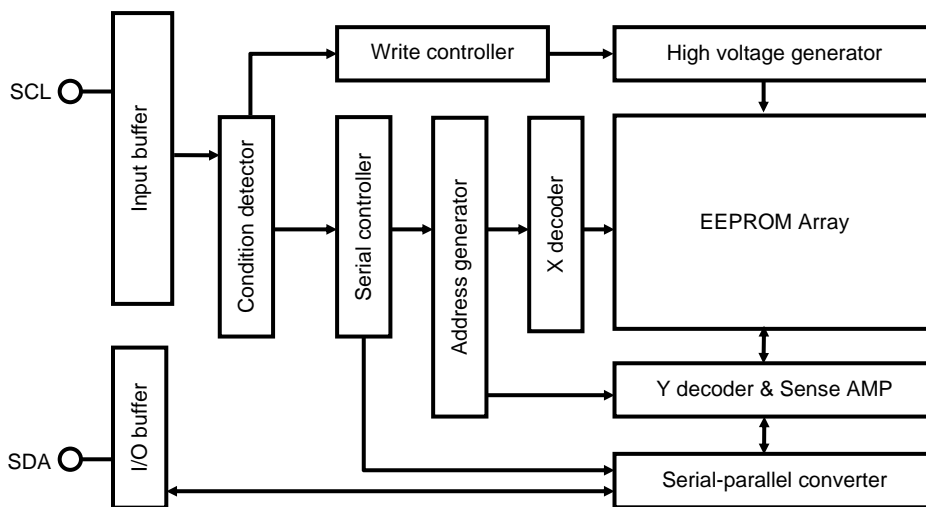 Write controller
High voltage generator
SCL
Input buffer
Condition detector
Serial controller
Address generator
X decoder
EEPROM Array
Y decoder & Sense AMP
SDA
I/O buffer
Serial-parallel converter